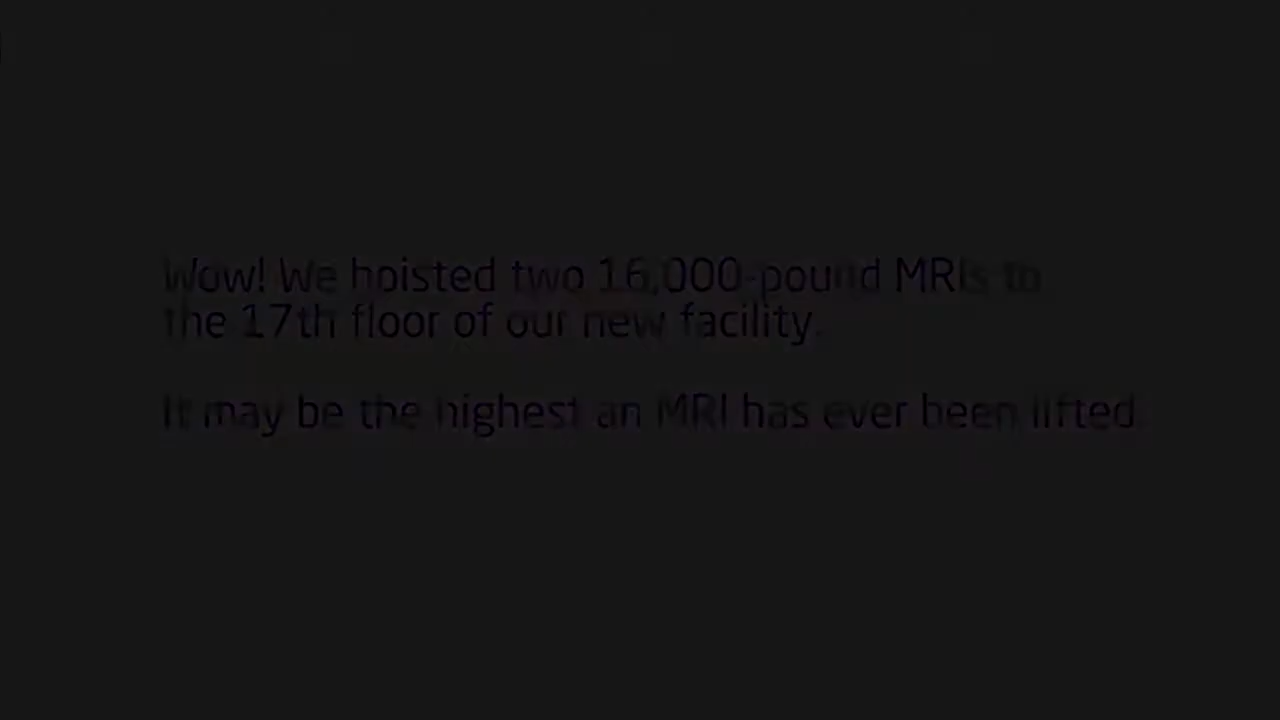 Wow! We hoisted two 16,000-pound MRIs to
the 17th floor of our new facility.
It may be the highest an MRI has ever been lifted.